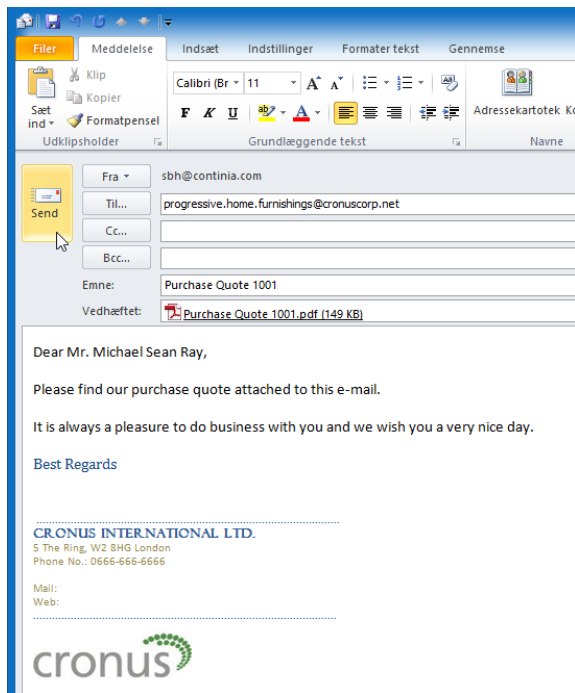 Filer Meddelelse Indsæt Indstillinger Formater tekst Gennemse
Klip
Kopier
Formatpensel
Sæt
ind
Calibri (Br 11 A A
F K U ab A
Adressekartotek
Udklipsholder Grundlæggende tekst Navne
Send
Fra sbh@continia.com
Til... progressive.home.furnishings@cronuscorp.net
Cc...
Bcc...
Emne: Purchase Quote 1001
Vedhæftet: Purchase Quote 1001.pdf (149 KB)
Dear Mr. Michael Sean Ray,
Please find our purchase quote attached to this e-mail.
It is always a pleasure to do business with you and we wish you a very nice day.
Best Regards
CRONUS INTERNATIONAL LTD.
5 The Ring, W2 8HG London
Phone No.: 0666-666-6666
Mail:
Web:
cronus